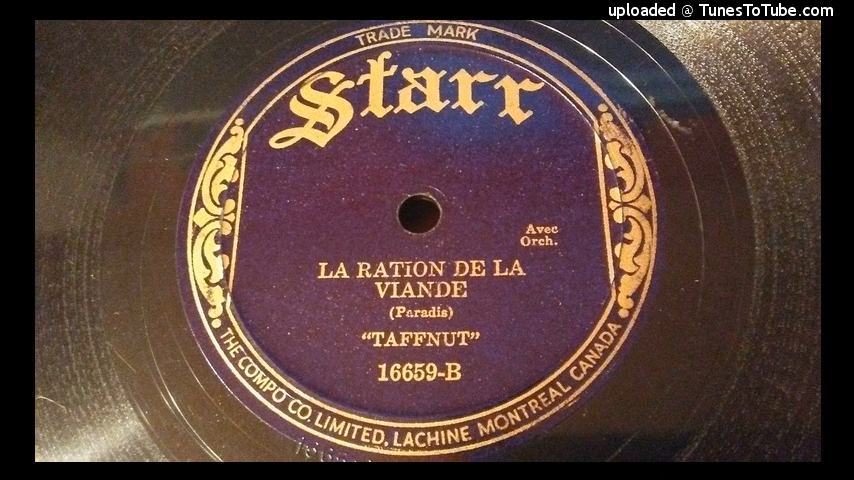 uploaded @ TunesToTube.com
TRADE MARK
Starr
Avec
Orch.
LA RATION DE LA
VIANDE
(Paradis)
"TAFFNUT"
16659-B
THE COMPO CO. LIMITED, LACHINE MONTREAL CANADA